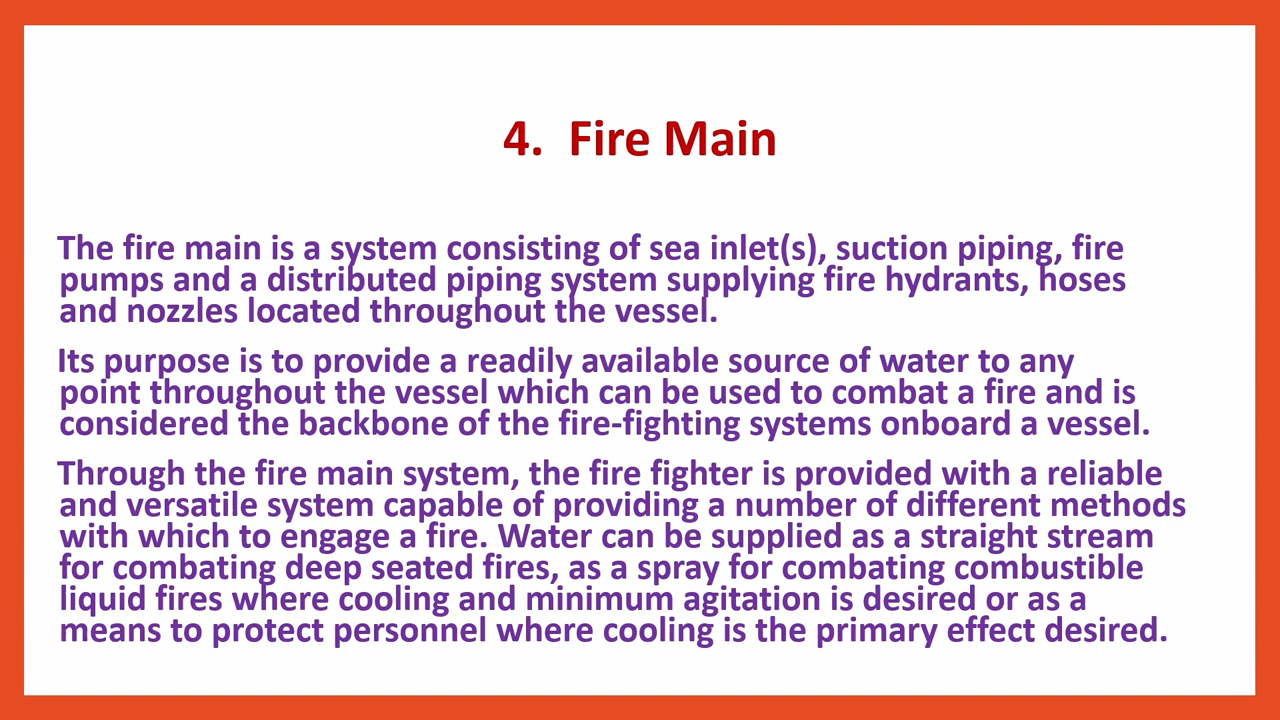 4. Fire Main
The fire main is a system consisting of sea inlet(s), suction piping, fire
pumps and a distributed piping system supplying fire hydrants, hoses
and nozzles located throughout the vessel.
Its purpose is to provide a readily available source of water to any
point throughout the vessel which can be used to combat a fire and is
considered the backbone of the fire-fighting systems onboard a vessel.
Through the fire main system, the fire fighter is provided with a reliable
and versatile system capable of providing a number of different methods
with which to engage a fire. Water can be supplied as a straight stream
for combating deep seated fires, as a spray for combating combustible
liquid fires where cooling and minimum agitation is desired or as a
means to protect personnel where cooling is the primary effect desired.